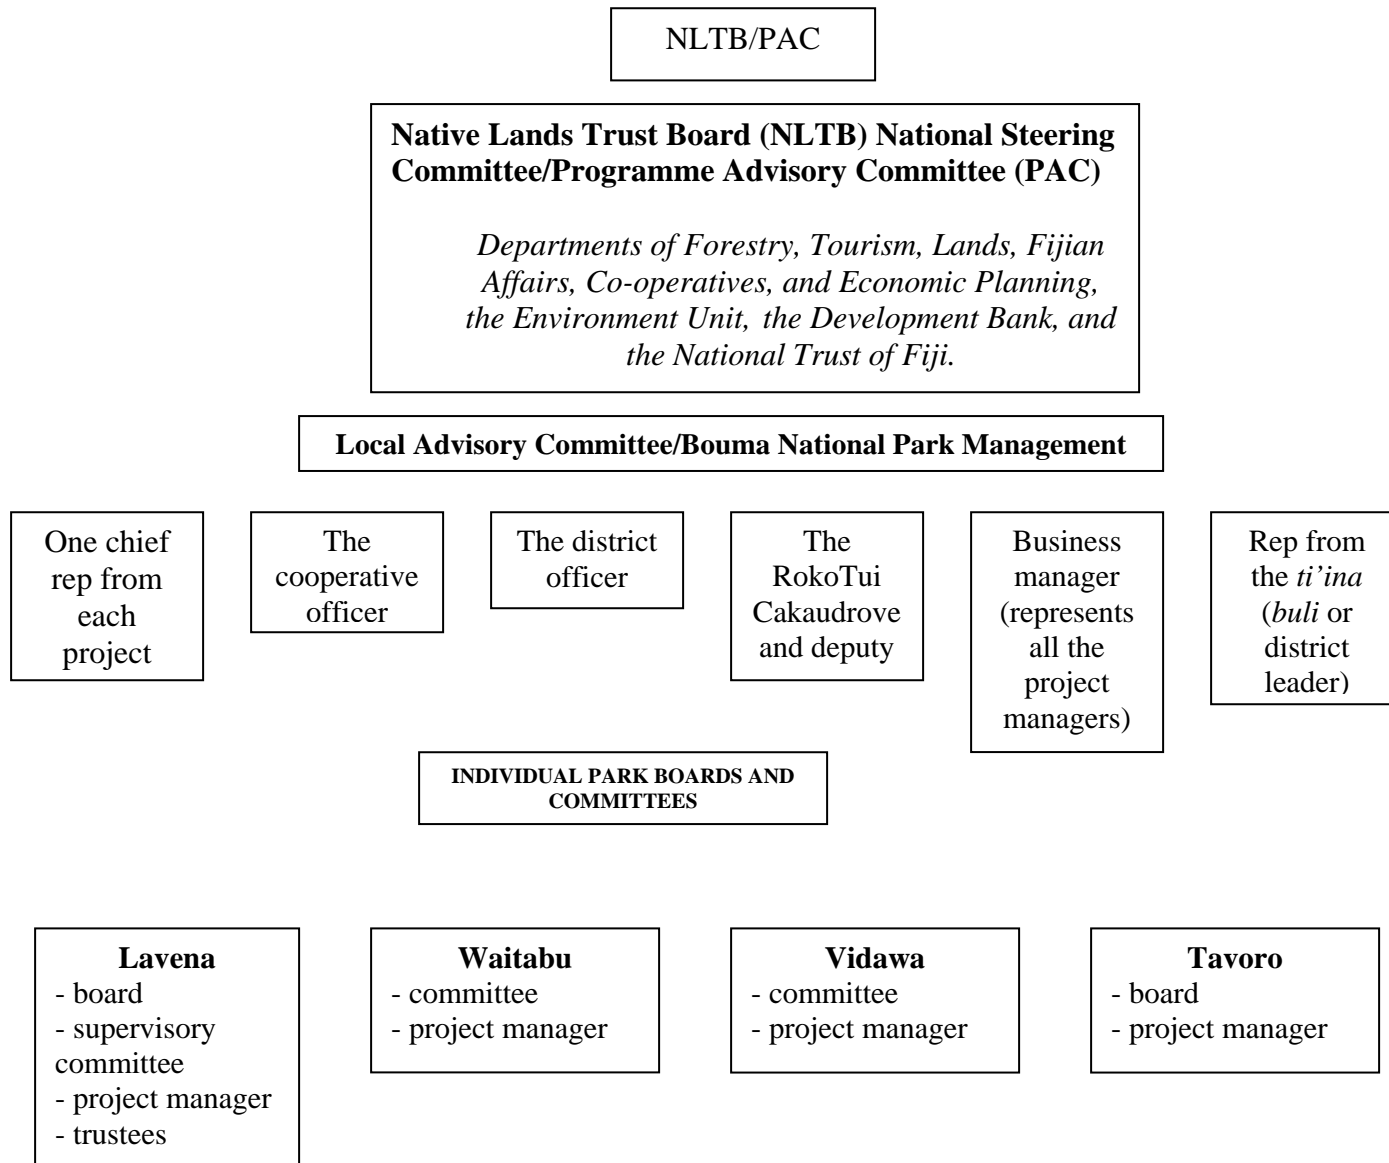 NLTB/PAC
Native Lands Trust Board (NLTB) National Steering
Committee/Programme Advisory Committee (PAC)
Departments of Forestry, Tourism, Lands, Fijian
Affairs, Co-operatives, and Economic Planning,
the Environment Unit, the Development Bank, and
the National Trust of Fiji.
Local Advisory Committee/Bouma National Park Management
One chief
rep from
each
project
The
cooperative
officer
The district
officer
The
RokoTui
Cakaudrove
and deputy
Business
manager
(represents
all the
project
managers)
Rep from
the ti’ina
(buli or
district
leader)
INDIVIDUAL PARK BOARDS AND
COMMITTEES
Lavena
- board
- supervisory
committee
- project manager
- trustees
Waitabu
- committee
- project manager
Vidawa
- committee
- project manager
Tavoro
- board
- project manager